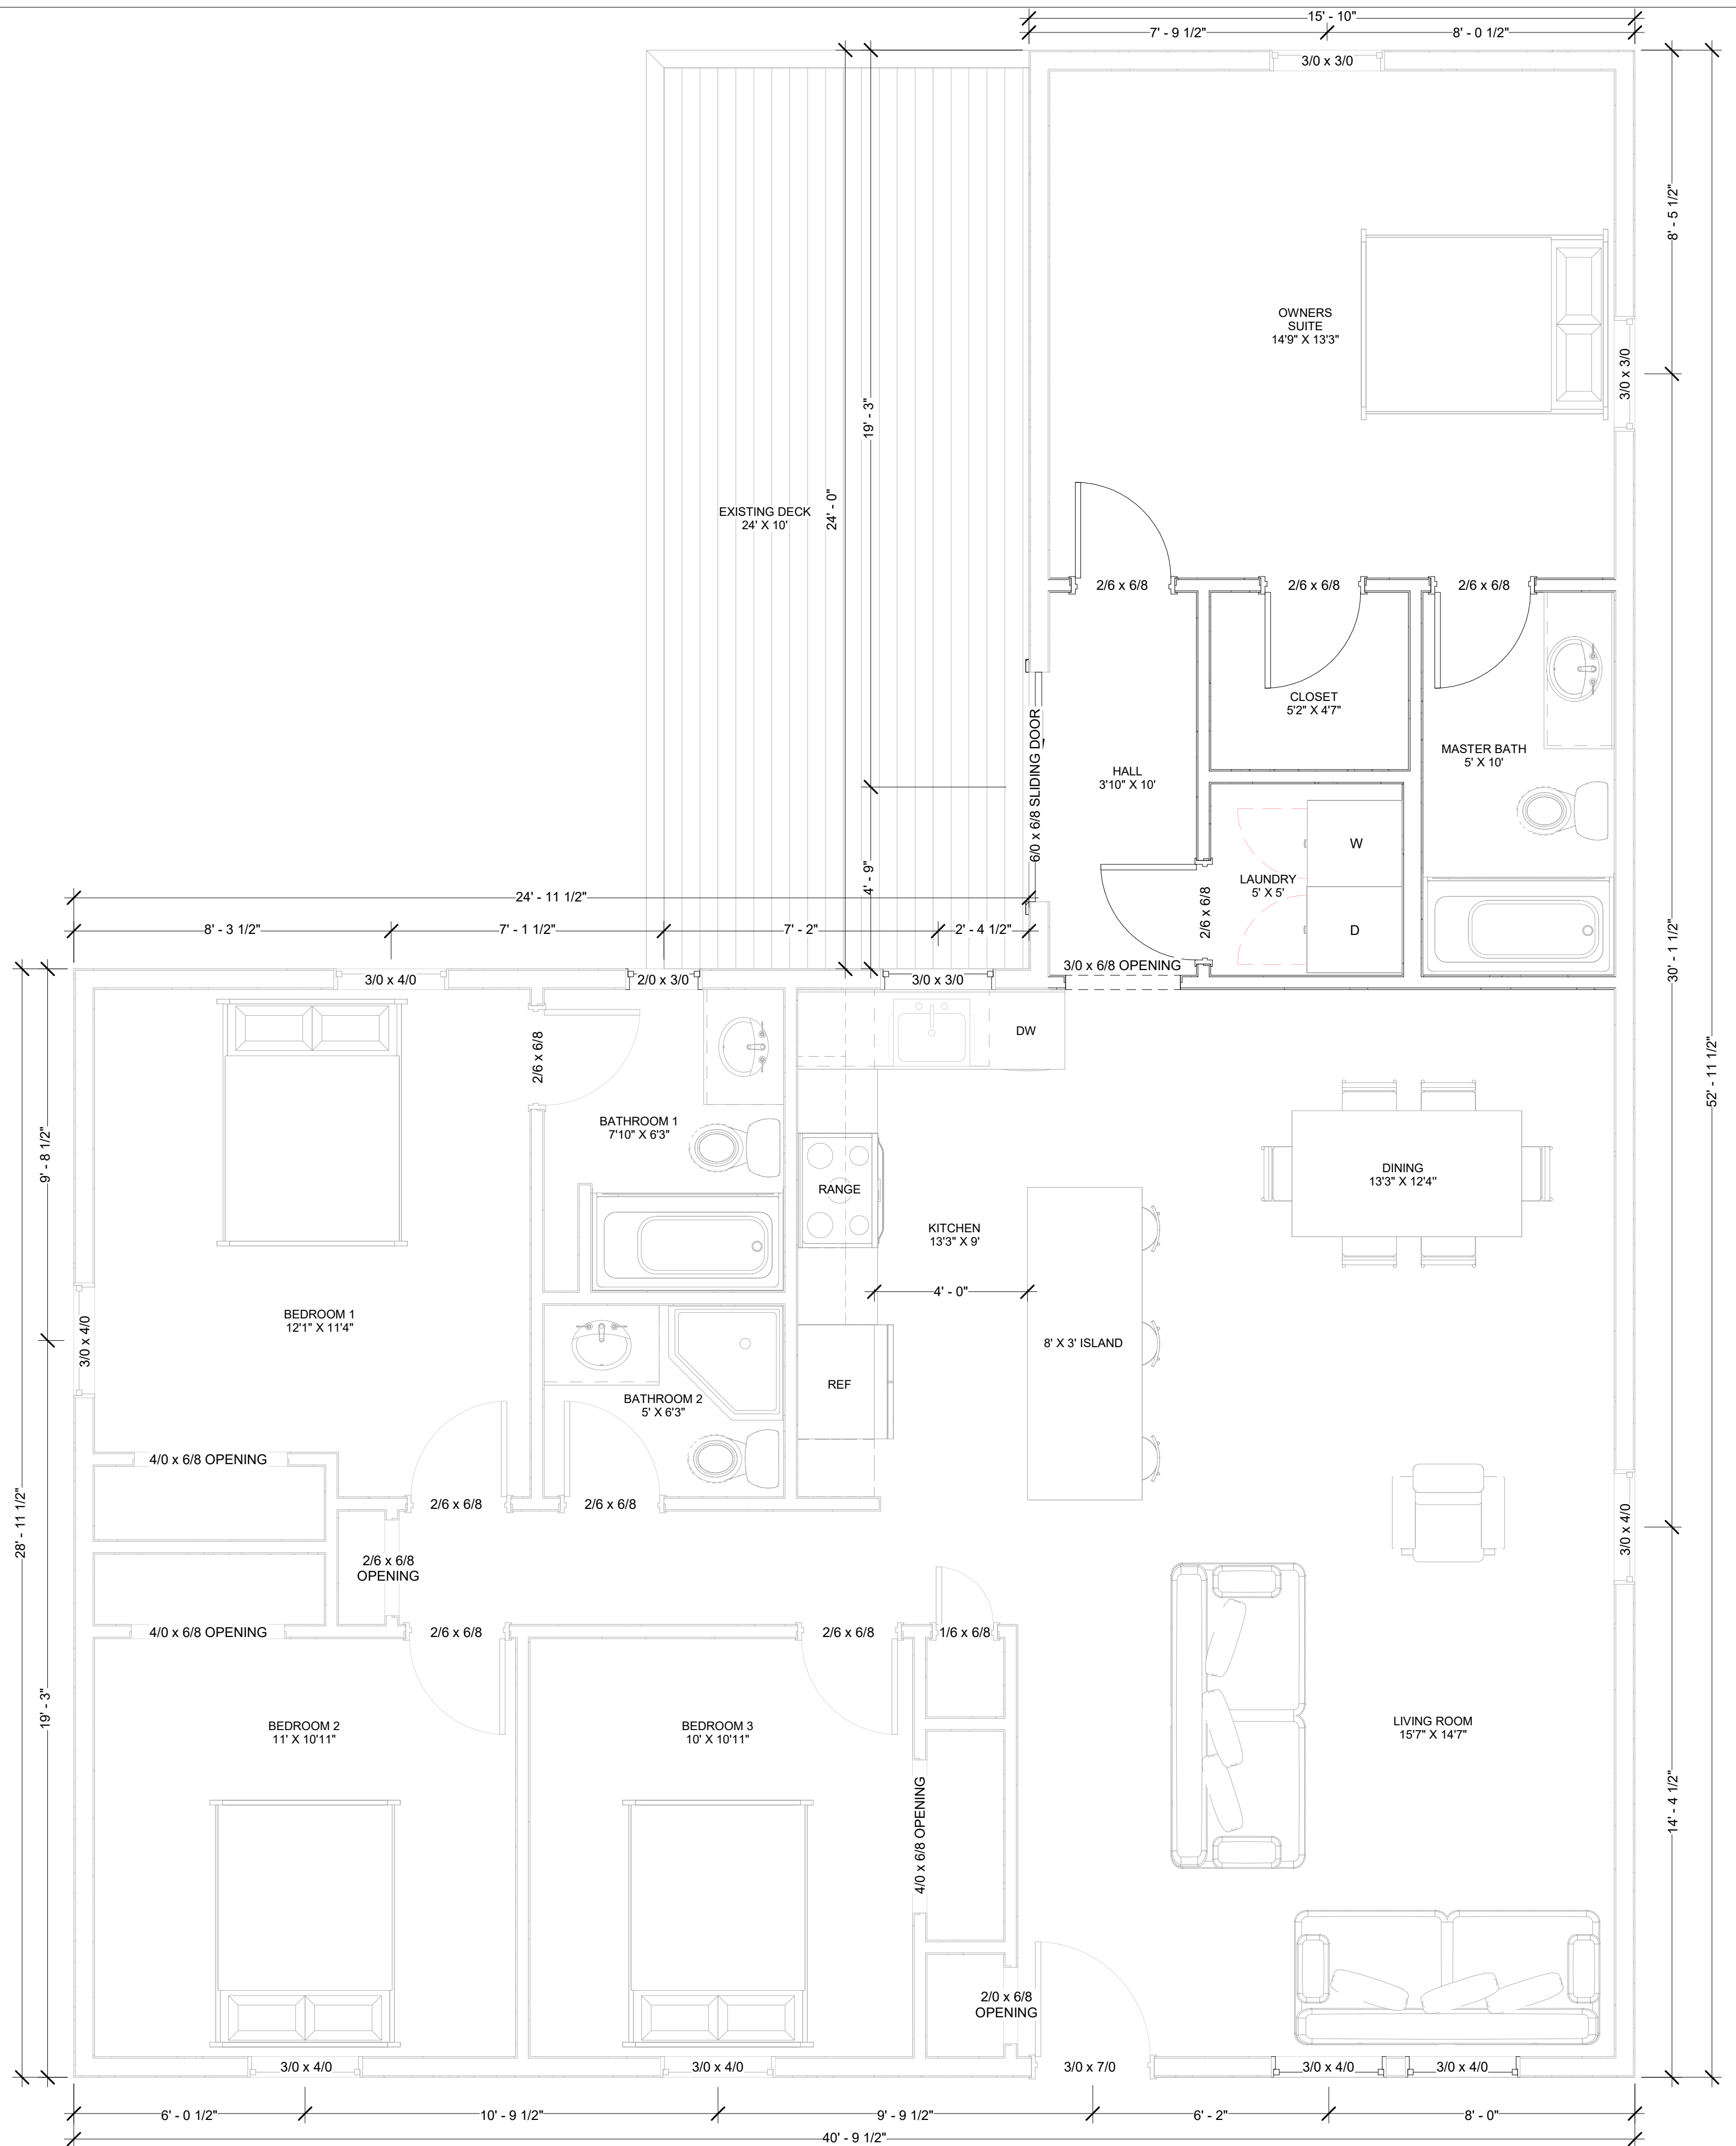 15' - 10"
7' - 9 1/2"
8' - 0 1/2"
3/0 x 3/0
8' - 5 1/2"
OWNERS
SUITE
14'9" X 13'3"
3/0 x 3/0
19' - 3"
24' - 0"
EXISTING DECK
24' X 10'
2/6 x 6/8
2/6 x 6/8
2/6 x 6/8
CLOSET
5'2" X 4'7"
MASTER BATH
5' X 10'
HALL
3'10" X 10'
6/0 x 6/8 SLIDING DOOR
W
LAUNDRY
5' X 5'
D
2/6 x 6/8
4' - 9"
24' - 11 1/2"
8' - 3 1/2"
7' - 1 1/2"
7' - 2"
2' - 4 1/2"
30' - 1 1/2"
3/0 x 6/8 OPENING
3/0 x 4/0
2/0 x 3/0
3/0 x 3/0
DW
2/6 x 6/8
52' - 11 1/2"
BATHROOM 1
7'10" X 6'3"
9' - 8 1/2"
DINING
13'3" X 12'4"
RANGE
KITCHEN
13'3" X 9'
4' - 0"
BEDROOM 1
12'1" X 11'4"
3/0 x 4/0
8' X 3' ISLAND
REF
BATHROOM 2
5' X 6'3"
4/0 x 6/8 OPENING
2/6 x 6/8
2/6 x 6/8
28' - 11 1/2"
3/0 x 4/0
2/6 x 6/8
OPENING
4/0 x 6/8 OPENING
2/6 x 6/8
2/6 x 6/8
1/6 x 6/8
19' - 3"
BEDROOM 2
11' X 10'11"
BEDROOM 3
10' X 10'11"
LIVING ROOM
15'7" X 14'7"
14' - 4 1/2"
4/0 x 6/8 OPENING
2/0 x 6/8
OPENING
3/0 x 4/0
3/0 x 4/0
3/0 x 7/0
3/0 x 4/0
3/0 x 4/0
6' - 0 1/2"
10' - 9 1/2"
9' - 9 1/2"
6' - 2"
8' - 0"
40' - 9 1/2"